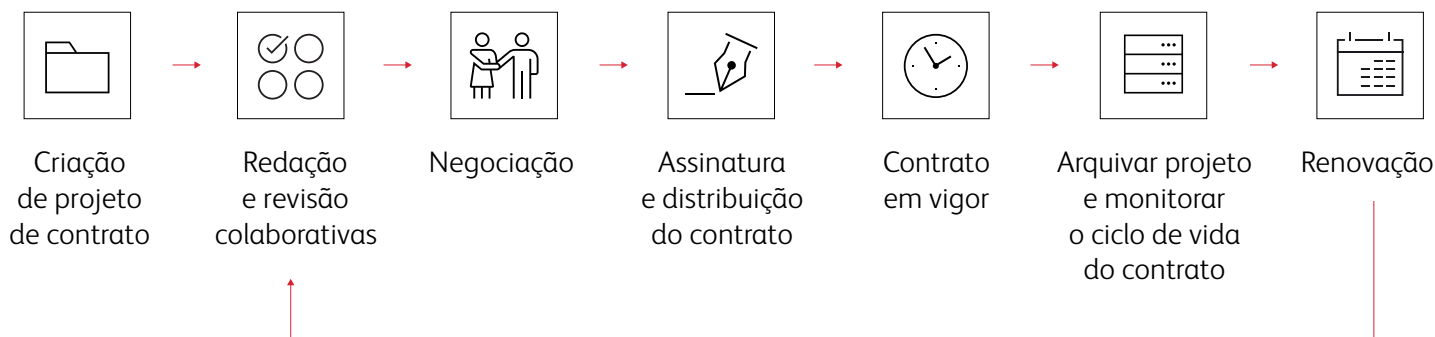 Criação
de projeto
de contrato
Redação
e revisão
colaborativas
Negociação
Assinatura
e distribuição
do contrato
Contrato
em vigor
Arquivar projeto
e monitorar
o ciclo de vida
do contrato
Renovação